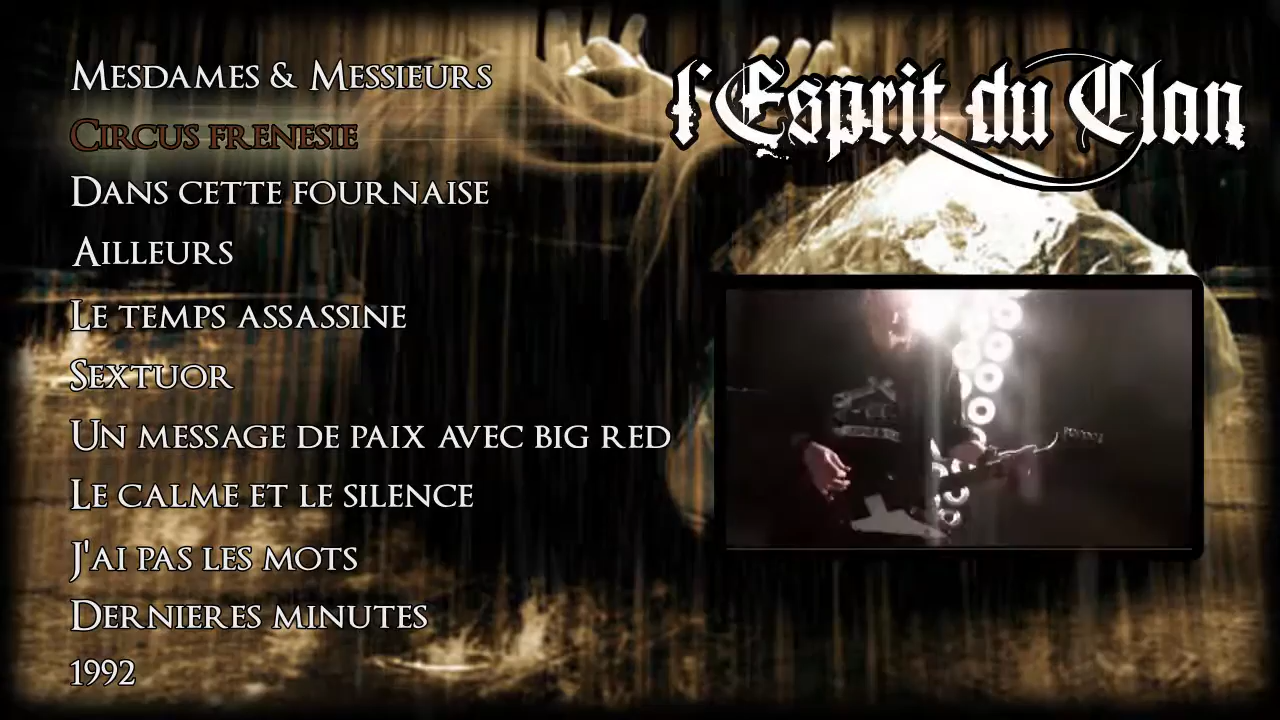 Mesdames & Messieurs
Circus frenesie
Dans cette fournaise
Ailleurs
Le temps assassine
Sextuor
Un message de paix avec big red
Le calme et le silence
J'ai pas les mots
Dernieres minutes
1992
l'Esprit du Clan